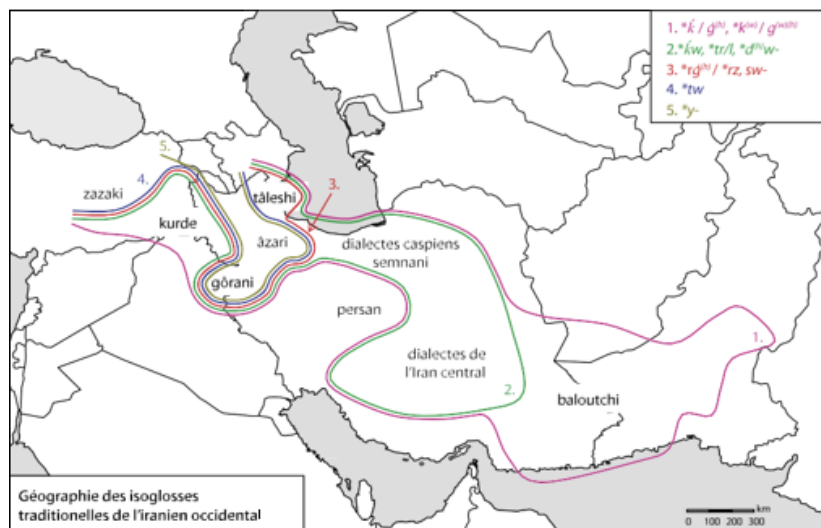 1. *ḱ / ǵ⁽ʰ⁾, *k⁽ʷ⁾ / g⁽ʷ⁾⁽ʰ⁾
2. *ḱw, *tr/l, *d⁽ʰ⁾w-
3. *rǵ⁽ʰ⁾ / *rz, sw-
4. *tw
5. *y-
5.
4.
3.
zazaki
tâleshi
kurde
âzari
dialectes caspiens
semnani
gôrani
persan
1.
dialectes de
l'Iran central
2.
baloutchi
Géographie des isoglosses
traditionelles de l'iranien occidental
km
0 100 200 300